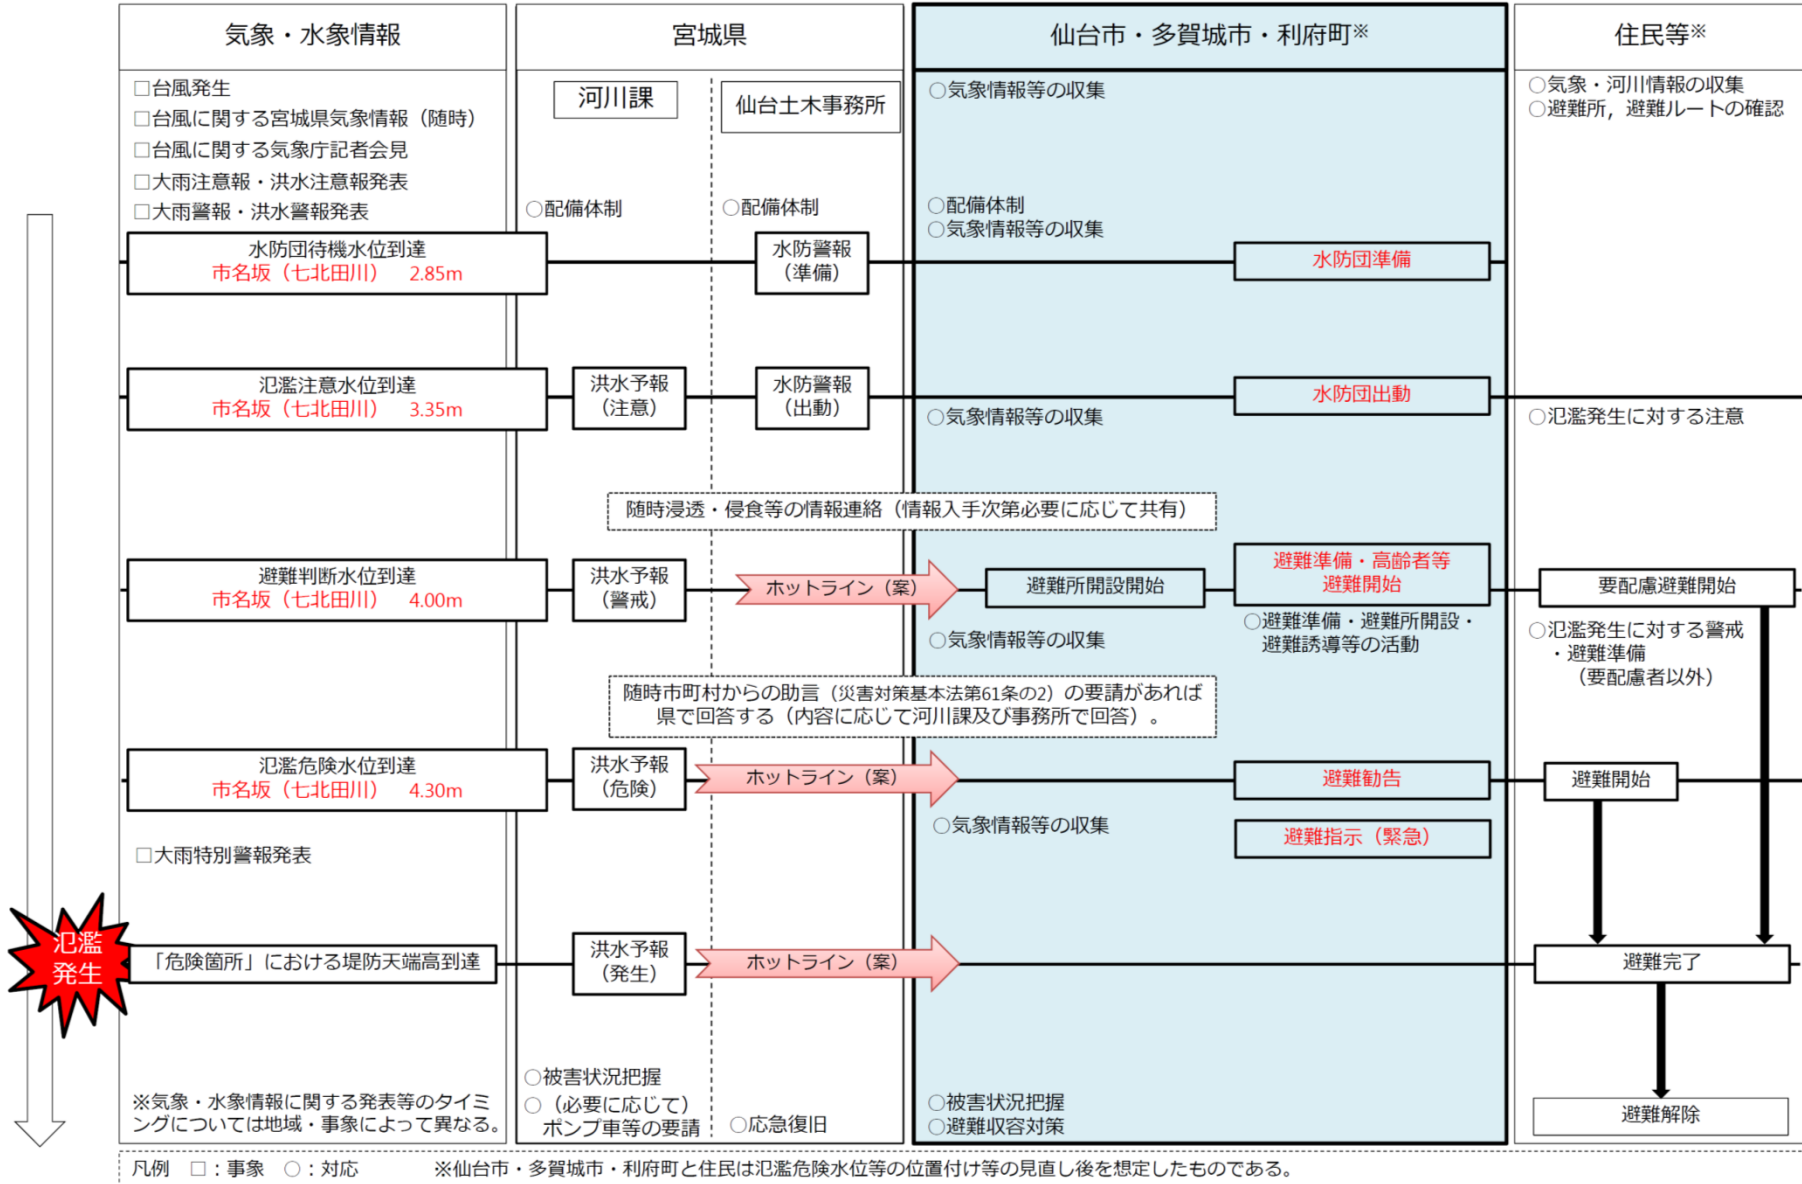 気象・水象情報
宮城県
仙台市・多賀城市・利府町※
住民等※
□台風発生
□台風に関する宮城県気象情報（随時）
□台風に関する気象庁記者会見
□大雨注意報・洪水注意報発表
□大雨警報・洪水警報発表
河川課
仙台土木事務所
○気象情報等の収集
○気象・河川情報の収集
○避難所，避難ルートの確認
○配備体制
○配備体制
○配備体制
○気象情報等の収集
水防団待機水位到達
市名坂（七北田川） 2.85m
水防警報
（準備）
水防団準備
氾濫注意水位到達
市名坂（七北田川） 3.35m
洪水予報
（注意）
水防警報
（出動）
水防団出動
○気象情報等の収集
○氾濫発生に対する注意
随時浸透・侵食等の情報連絡（情報入手次第必要に応じて共有）
避難判断水位到達
市名坂（七北田川） 4.00m
洪水予報
（警戒）
ホットライン（案）
避難所開設開始
避難準備・高齢者等
避難開始
要配慮避難開始
○気象情報等の収集
○避難準備・避難所開設・
避難誘導等の活動
○氾濫発生に対する警戒
・避難準備
（要配慮者以外）
随時市町村からの助言（災害対策基本法第61条の2）の要請があれば
県で回答する（内容に応じて河川課及び事務所で回答）。
氾濫危険水位到達
市名坂（七北田川） 4.30m
洪水予報
（危険）
ホットライン（案）
避難勧告
避難開始
○気象情報等の収集
避難指示（緊急）
□大雨特別警報発表
氾濫
発生
「危険箇所」における堤防天端高到達
洪水予報
（発生）
ホットライン（案）
避難完了
※気象・水象情報に関する発表等のタイミ
ングについては地域・事象によって異なる。
○被害状況把握
○（必要に応じて）
ポンプ車等の要請
○応急復旧
○被害状況把握
○避難収容対策
避難解除
凡例 □：事象 ○：対応 ※仙台市・多賀城市・利府町と住民は氾濫危険水位等の位置付け等の見直し後を想定したものである。